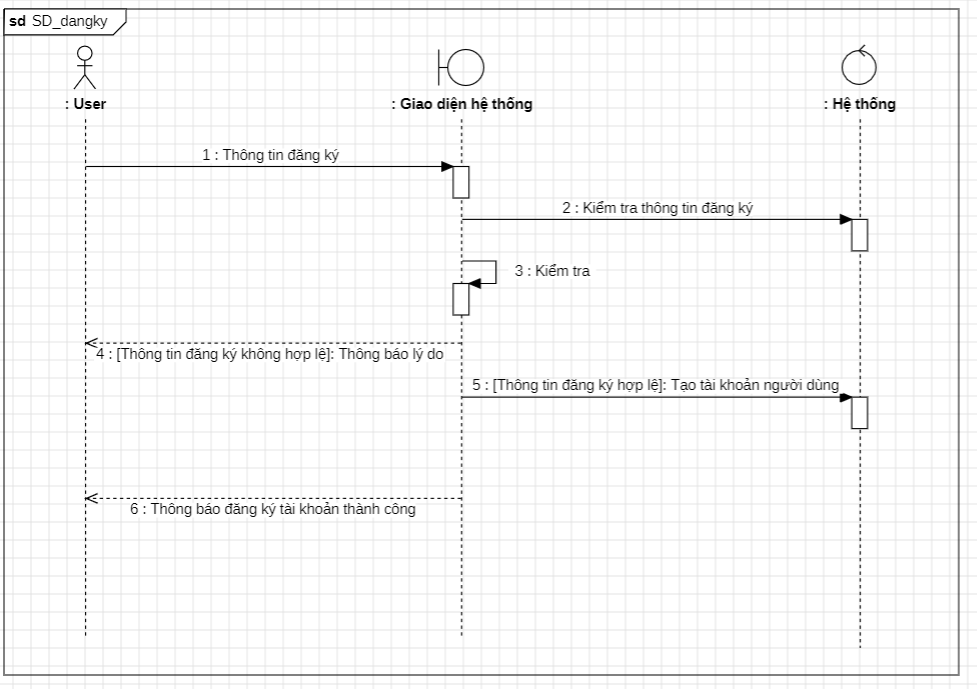 sd SD_dangky
: User
: Giao diện hệ thống
: Hệ thống
1 : Thông tin đăng ký
2 : Kiểm tra thông tin đăng ký
3 : Kiểm tra
4 : [Thông tin đăng ký không hợp lệ]: Thông báo lý do
5 : [Thông tin đăng ký hợp lệ]: Tạo tài khoản người dùng
6 : Thông báo đăng ký tài khoản thành công